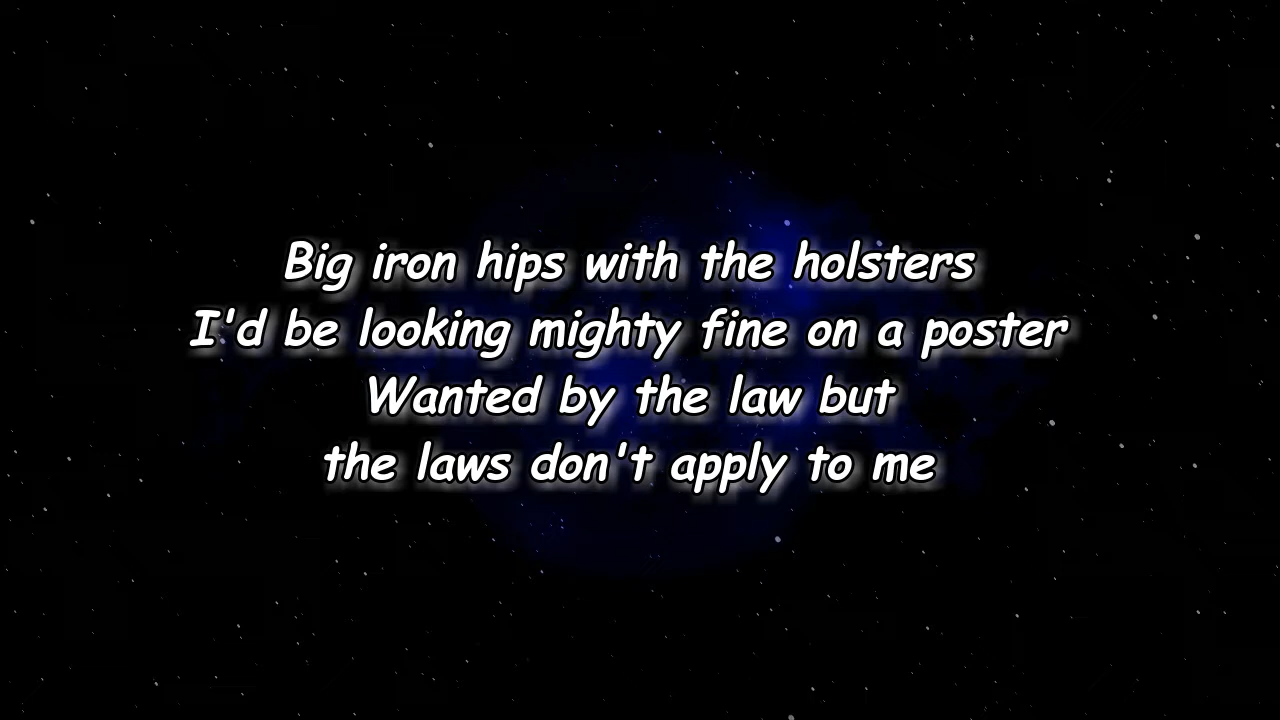 Big iron hips with the holsters
I'd be looking mighty fine on a poster
Wanted by the law but
the laws don't apply to me